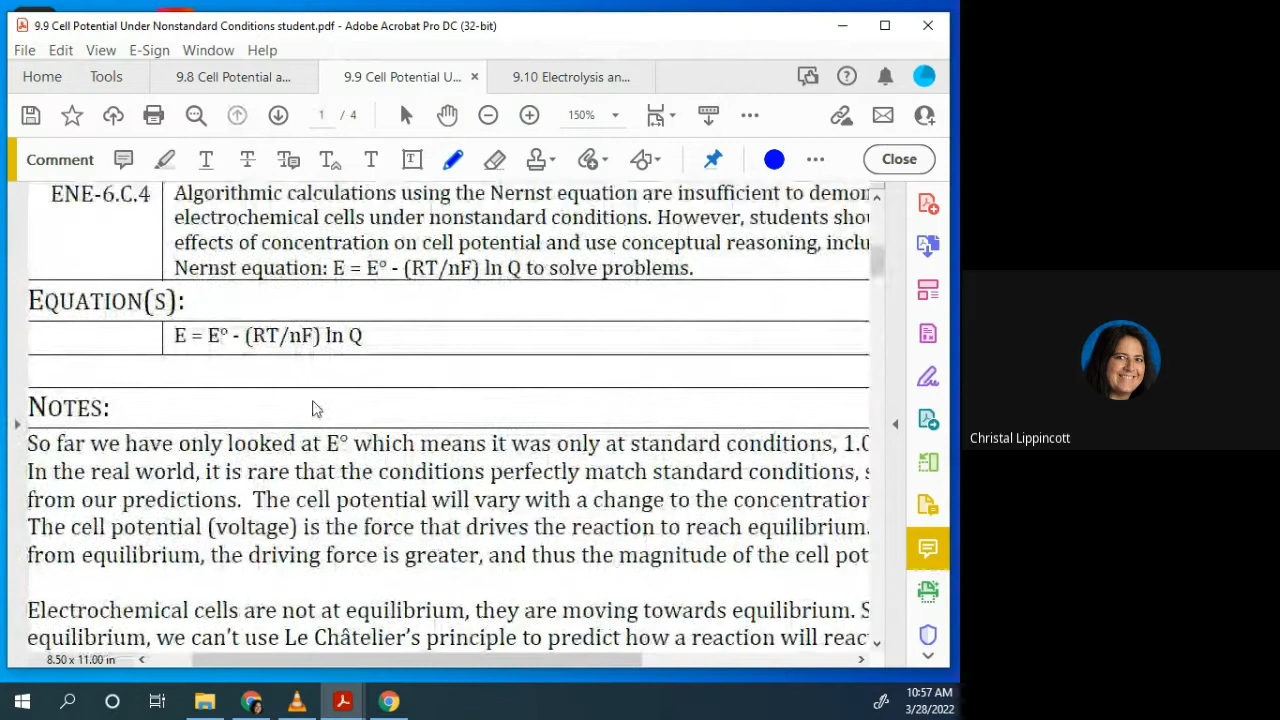 9.9 Cell Potential Under Nonstandard Conditions student.pdf - Adobe Acrobat Pro DC (32-bit)
File Edit View E-Sign Window Help
Home Tools 9.8 Cell Potential a... 9.9 Cell Potential U... × 9.10 Electrolysis an...
1 / 4 150%
Comment Close
ENE-6.C.4 Algorithmic calculations using the Nernst equation are insufficient to demon
electrochemical cells under nonstandard conditions. However, students shou
effects of concentration on cell potential and use conceptual reasoning, inclu
Nernst equation: E = E° - (RT/nF) ln Q to solve problems.
EQUATION(S):
E = E° - (RT/nF) ln Q
NOTES:
So far we have only looked at E° which means it was only at standard conditions, 1.0
In the real world, it is rare that the conditions perfectly match standard conditions, s
from our predictions. The cell potential will vary with a change to the concentration
The cell potential (voltage) is the force that drives the reaction to reach equilibrium.
from equilibrium, the driving force is greater, and thus the magnitude of the cell pot
Electrochemical cells are not at equilibrium, they are moving towards equilibrium. S
equilibrium, we can't use Le Châtelier's principle to predict how a reaction will reac
8.50 x 11.00 in
Christal Lippincott
10:57 AM
3/28/2022